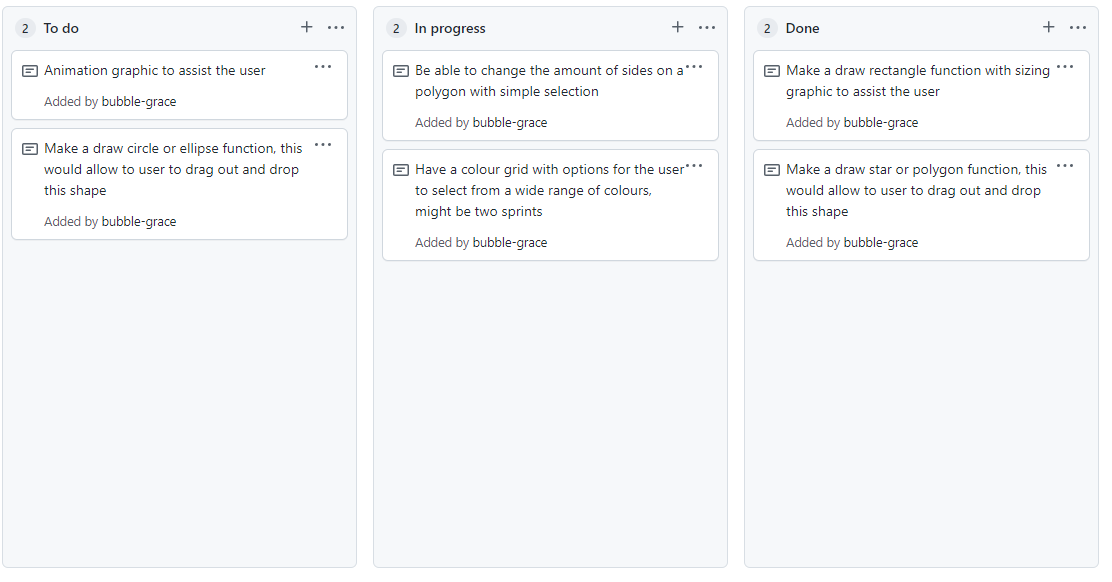 2 To do
Animation graphic to assist the user
Added by bubble-grace
Make a draw circle or ellipse function, this
would allow to user to drag out and drop
this shape
Added by bubble-grace
2 In progress
Be able to change the amount of sides on a
polygon with simple selection
Added by bubble-grace
Have a colour grid with options for the user
to select from a wide range of colours,
might be two sprints
Added by bubble-grace
2 Done
Make a draw rectangle function with sizing
graphic to assist the user
Added by bubble-grace
Make a draw star or polygon function, this
would allow to user to drag out and drop
this shape
Added by bubble-grace